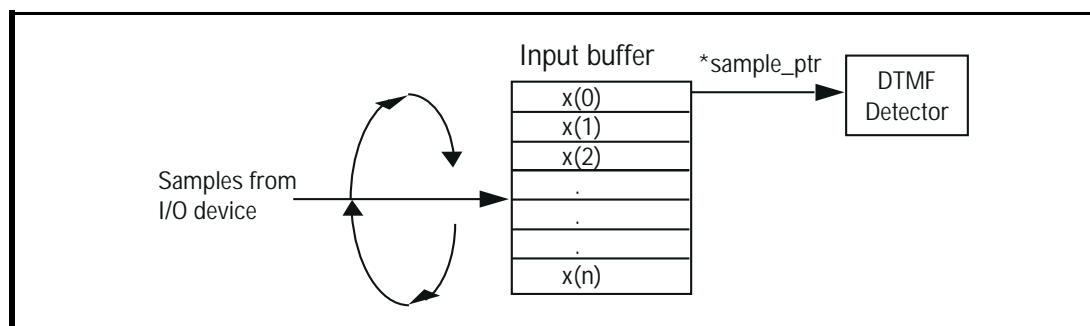 Input buffer
*sample_ptr
DTMF
Detector
x(0)
x(1)
x(2)
.
.
.
x(n)
Samples from
I/O device